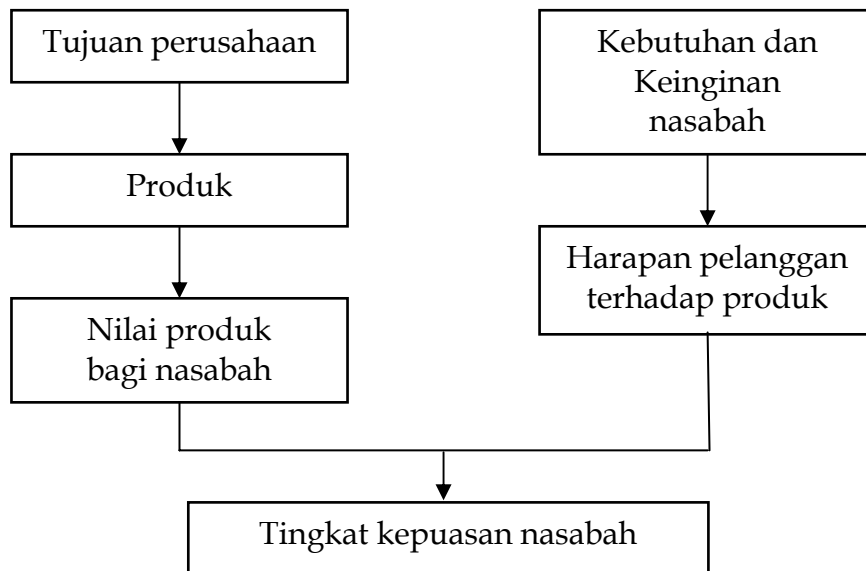 Tujuan perusahaan
Produk
Nilai produk
bagi nasabah
Kebutuhan dan
Keinginan
nasabah
Harapan pelanggan
terhadap produk
Tingkat kepuasan nasabah